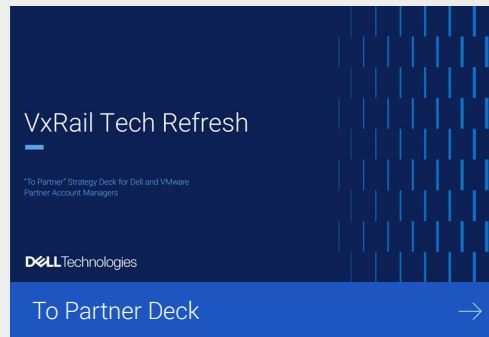 VxRail Tech Refresh
"To Partner" Strategy Deck for Dell and VMware
Partner Account Managers
DELLTechnologies
To Partner Deck